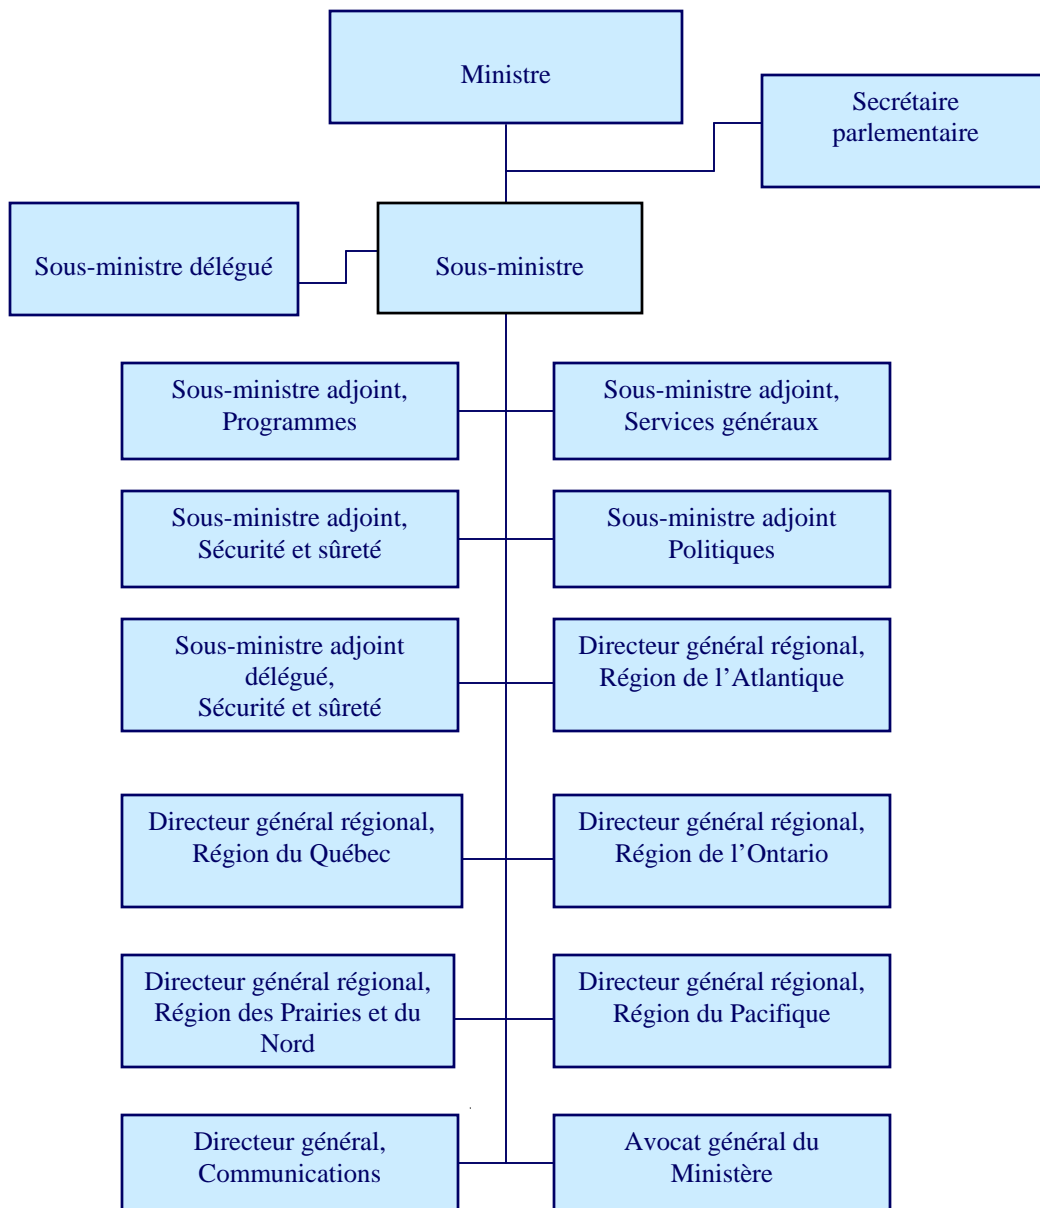 Ministre
Secrétaire
parlementaire
Sous-ministre délégué
Sous-ministre
Sous-ministre adjoint,
Programmes
Sous-ministre adjoint,
Services généraux
Sous-ministre adjoint,
Sécurité et sûreté
Sous-ministre adjoint
Politiques
Sous-ministre adjoint
délégué,
Sécurité et sûreté
Directeur général régional,
Région de l’Atlantique
Directeur général régional,
Région du Québec
Directeur général régional,
Région de l’Ontario
Directeur général régional,
Région des Prairies et du
Nord
Directeur général régional,
Région du Pacifique
Directeur général,
Communications
Avocat général du
Ministère